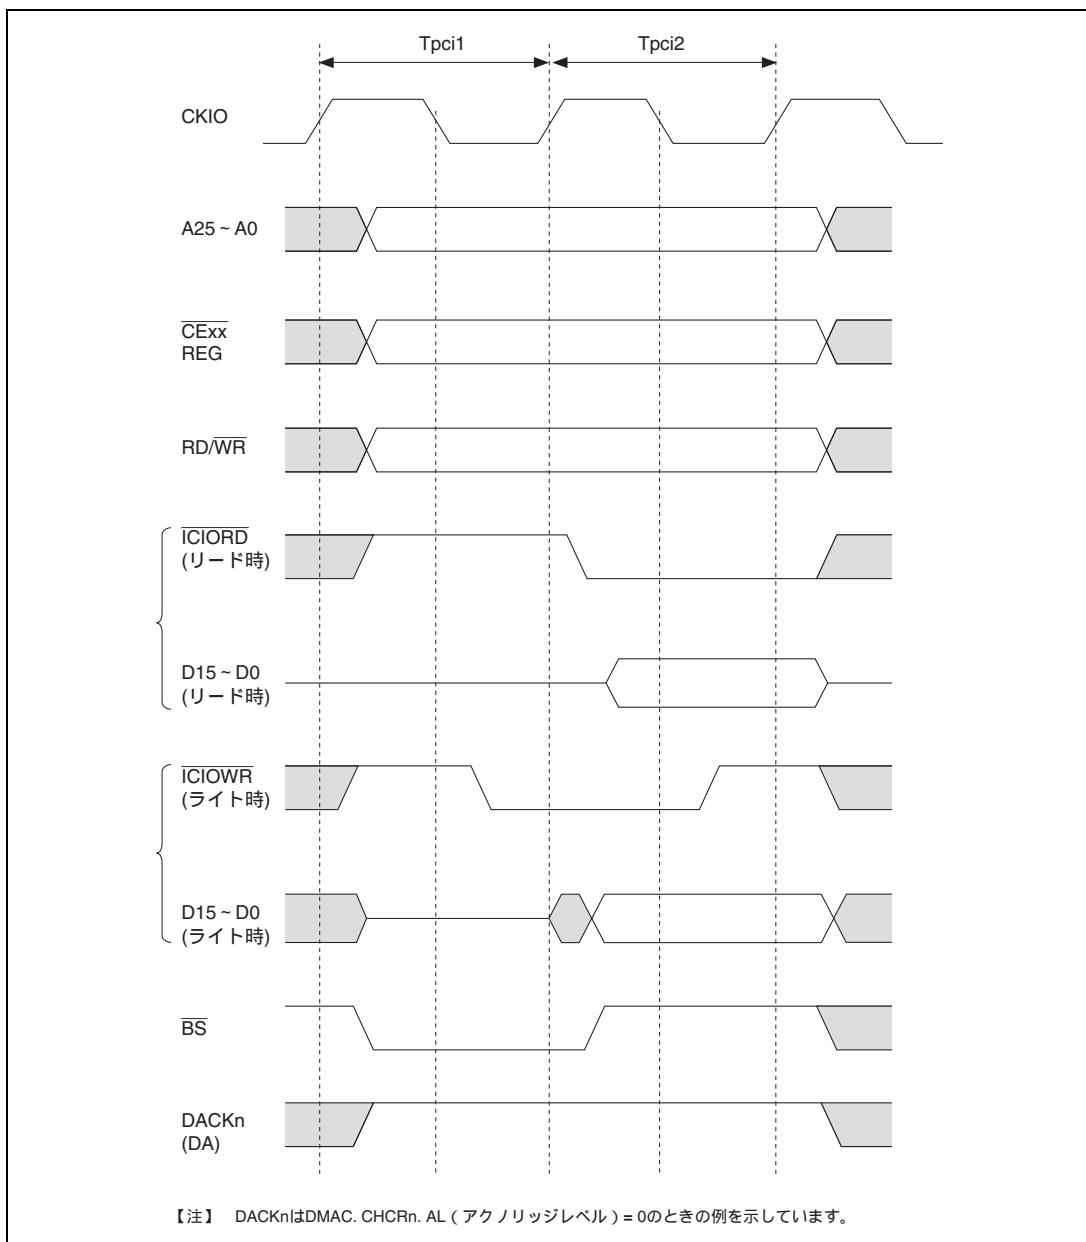 Tpci1 Tpci2
CKIO
A25 ~ A0
CExx
REG
RD/WR
ICIORD
(リード時)
D15 ~ D0
(リード時)
ICIOWR
(ライト時)
D15 ~ D0
(ライト時)
BS
DACKn
(DA)
【注】 DACKnはDMAC. CHCRn. AL ( アクノリッジレベル ) = 0のときの例を示しています。